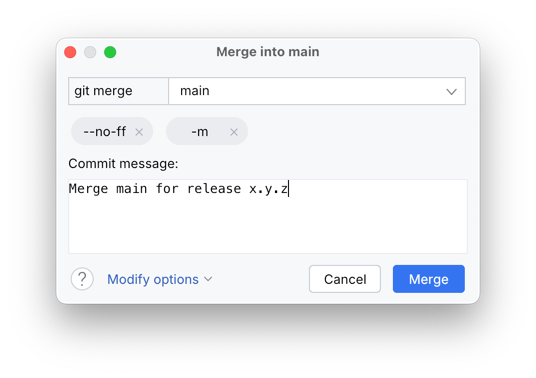 Merge into main
git merge main
--no-ff × -m ×
Commit message:
Merge main for release x.y.z
? Modify options Cancel Merge